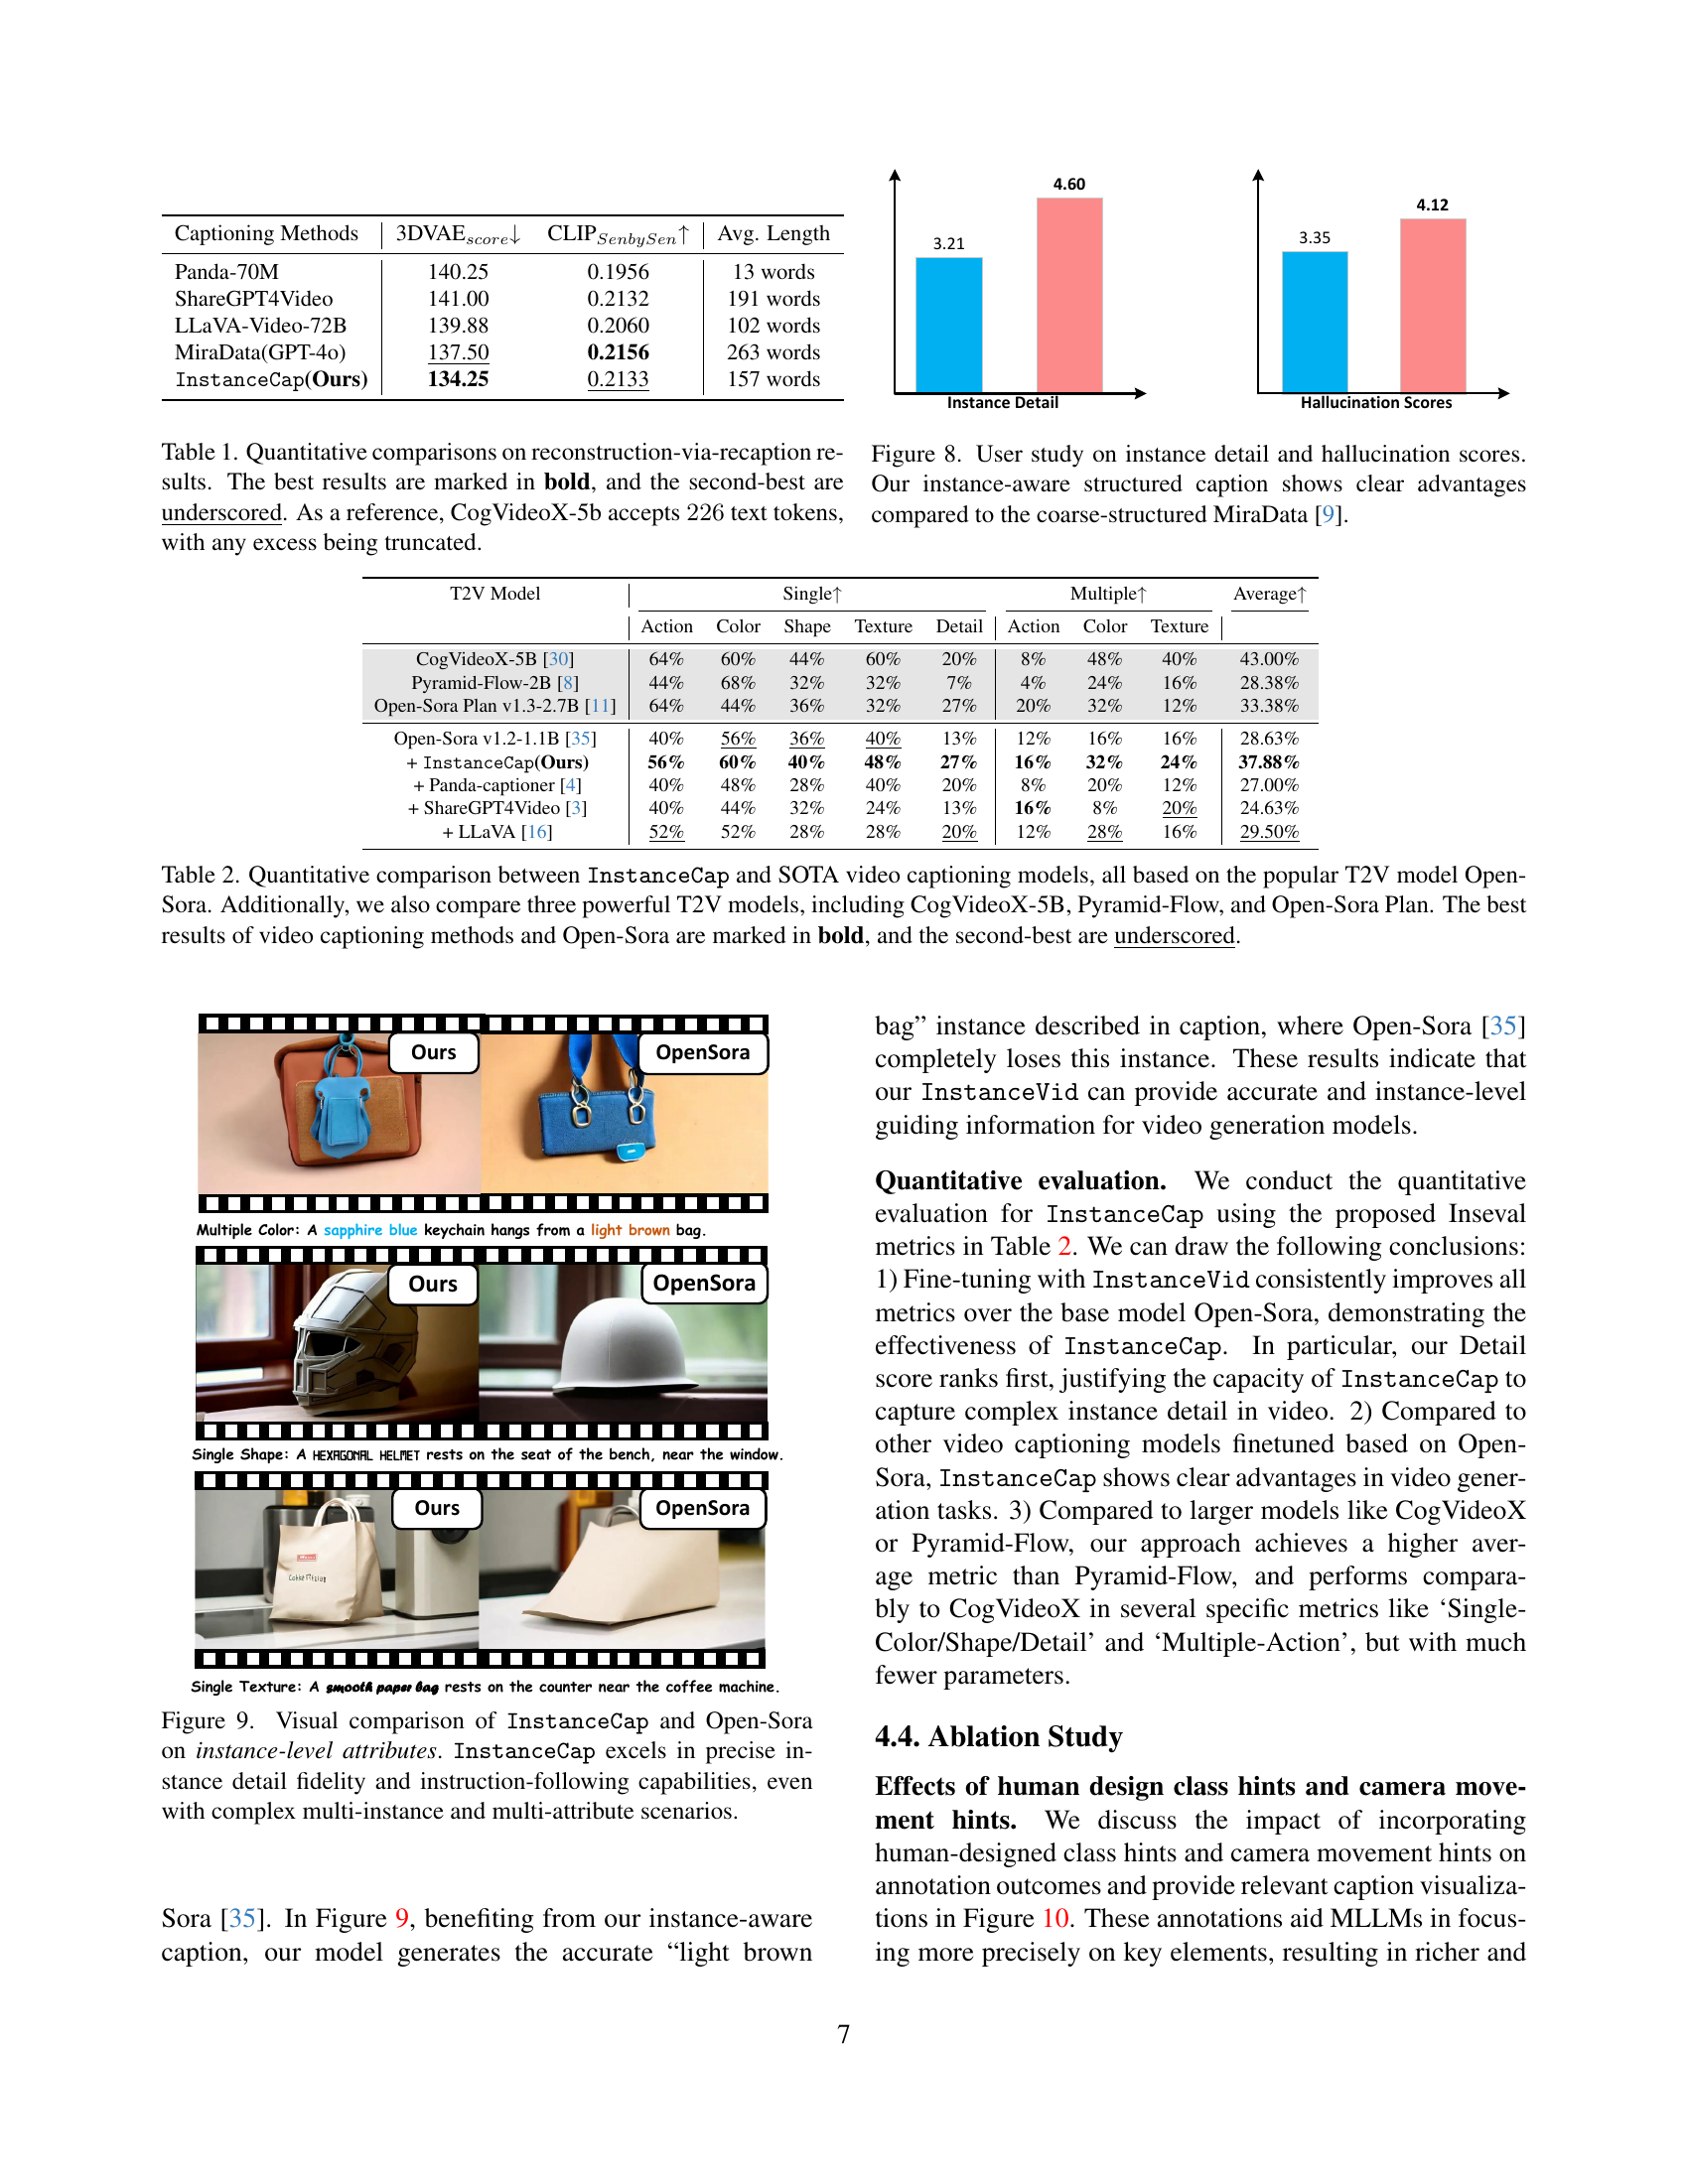 Captioning Methods 3DVAEscore↓ CLIPSenbySen↑ Avg. Length
Panda-70M 140.25 0.1956 13 words
ShareGPT4Video 141.00 0.2132 191 words
LLaVA-Video-72B 139.88 0.2060 102 words
MiraData(GPT-4o) 137.50 0.2156 263 words
InstanceCap(Ours) 134.25 0.2133 157 words
Table 1. Quantitative comparisons on reconstruction-via-recaption re-
sults. The best results are marked in bold, and the second-best are
underscored. As a reference, CogVideoX-5b accepts 226 text tokens,
with any excess being truncated.
3.21 4.60
Instance Detail
3.35 4.12
Hallucination Scores
Figure 8. User study on instance detail and hallucination scores.
Our instance-aware structured caption shows clear advantages
compared to the coarse-structured MiraData [9].
T2V Model Single↑ Multiple↑ Average↑
Action Color Shape Texture Detail Action Color Texture
CogVideoX-5B [30] 64% 60% 44% 60% 20% 8% 48% 40% 43.00%
Pyramid-Flow-2B [8] 44% 68% 32% 32% 7% 4% 24% 16% 28.38%
Open-Sora Plan v1.3-2.7B [11] 64% 44% 36% 32% 27% 20% 32% 12% 33.38%
Open-Sora v1.2-1.1B [35] 40% 56% 36% 40% 13% 12% 16% 16% 28.63%
+ InstanceCap(Ours) 56% 60% 40% 48% 27% 16% 32% 24% 37.88%
+ Panda-captioner [4] 40% 48% 28% 40% 20% 8% 20% 12% 27.00%
+ ShareGPT4Video [3] 40% 44% 32% 24% 13% 16% 8% 20% 24.63%
+ LLaVA [16] 52% 52% 28% 28% 20% 12% 28% 16% 29.50%
Table 2. Quantitative comparison between InstanceCap and SOTA video captioning models, all based on the popular T2V model Open-
Sora. Additionally, we also compare three powerful T2V models, including CogVideoX-5B, Pyramid-Flow, and Open-Sora Plan. The best
results of video captioning methods and Open-Sora are marked in bold, and the second-best are underscored.
Ours OpenSora
Multiple Color: A sapphire blue keychain hangs from a light brown bag.
Ours OpenSora
Single Shape: A HEXAGONAL HELMET rests on the seat of the bench, near the window.
Ours OpenSora
Single Texture: A smooth paper bag rests on the counter near the coffee machine.
Figure 9. Visual comparison of InstanceCap and Open-Sora
on instance-level attributes. InstanceCap excels in precise in-
stance detail fidelity and instruction-following capabilities, even
with complex multi-instance and multi-attribute scenarios.
Sora [35]. In Figure 9, benefiting from our instance-aware
caption, our model generates the accurate “light brown
bag” instance described in caption, where Open-Sora [35]
completely loses this instance. These results indicate that
our InstanceVid can provide accurate and instance-level
guiding information for video generation models.
Quantitative evaluation. We conduct the quantitative
evaluation for InstanceCap using the proposed Inseval
metrics in Table 2. We can draw the following conclusions:
1) Fine-tuning with InstanceVid consistently improves all
metrics over the base model Open-Sora, demonstrating the
effectiveness of InstanceCap. In particular, our Detail
score ranks first, justifying the capacity of InstanceCap to
capture complex instance detail in video. 2) Compared to
other video captioning models finetuned based on Open-
Sora, InstanceCap shows clear advantages in video gener-
ation tasks. 3) Compared to larger models like CogVideoX
or Pyramid-Flow, our approach achieves a higher aver-
age metric than Pyramid-Flow, and performs compara-
bly to CogVideoX in several specific metrics like ‘Single-
Color/Shape/Detail’ and ‘Multiple-Action’, but with much
fewer parameters.
4.4. Ablation Study
Effects of human design class hints and camera move-
ment hints. We discuss the impact of incorporating
human-designed class hints and camera movement hints on
annotation outcomes and provide relevant caption visualiza-
tions in Figure 10. These annotations aid MLLMs in focus-
ing more precisely on key elements, resulting in richer and
7